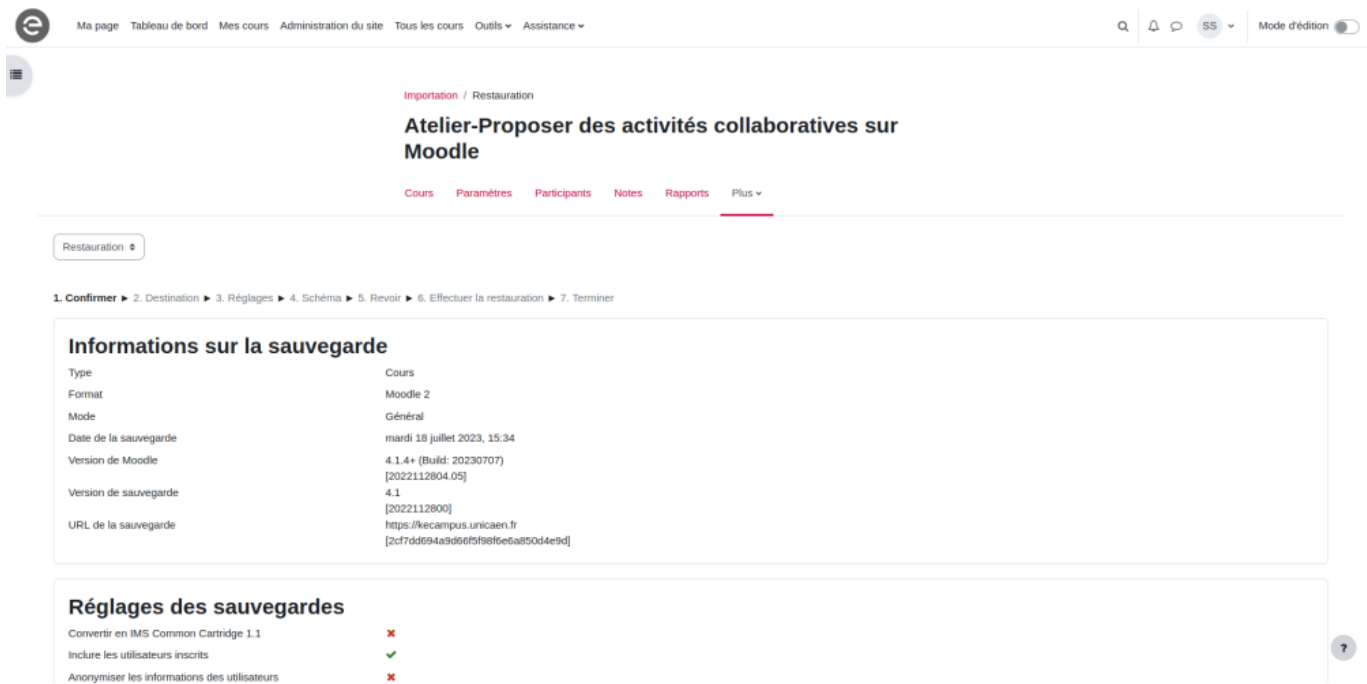 e Ma page Tableau de bord Mes cours Administration du site Tous les cours Outils Assistance SS Mode d'édition
Importation / Restauration
Atelier-Proposer des activités collaboratives sur
Moodle
Cours Paramètres Participants Notes Rapports Plus
Restauration
1. Confirmer ► 2. Destination ► 3. Réglages ► 4. Schéma ► 5. Revoir ► 6. Effectuer la restauration ► 7. Terminer
Informations sur la sauvegarde
Type Cours
Format Moodle 2
Mode Général
Date de la sauvegarde mardi 18 juillet 2023, 15:34
Version de Moodle 4.1.4+ (Build: 20230707)
[2022112804.05]
Version de sauvegarde 4.1
[2022112800]
URL de la sauvegarde https://kecampus.unicaen.fr
[2cf7dd694a9d66f5f98f6e6a850d4e9d]
Réglages des sauvegardes
Convertir en IMS Common Cartridge 1.1
Inclure les utilisateurs inscrits
?
Anonymiser les informations des utilisateurs